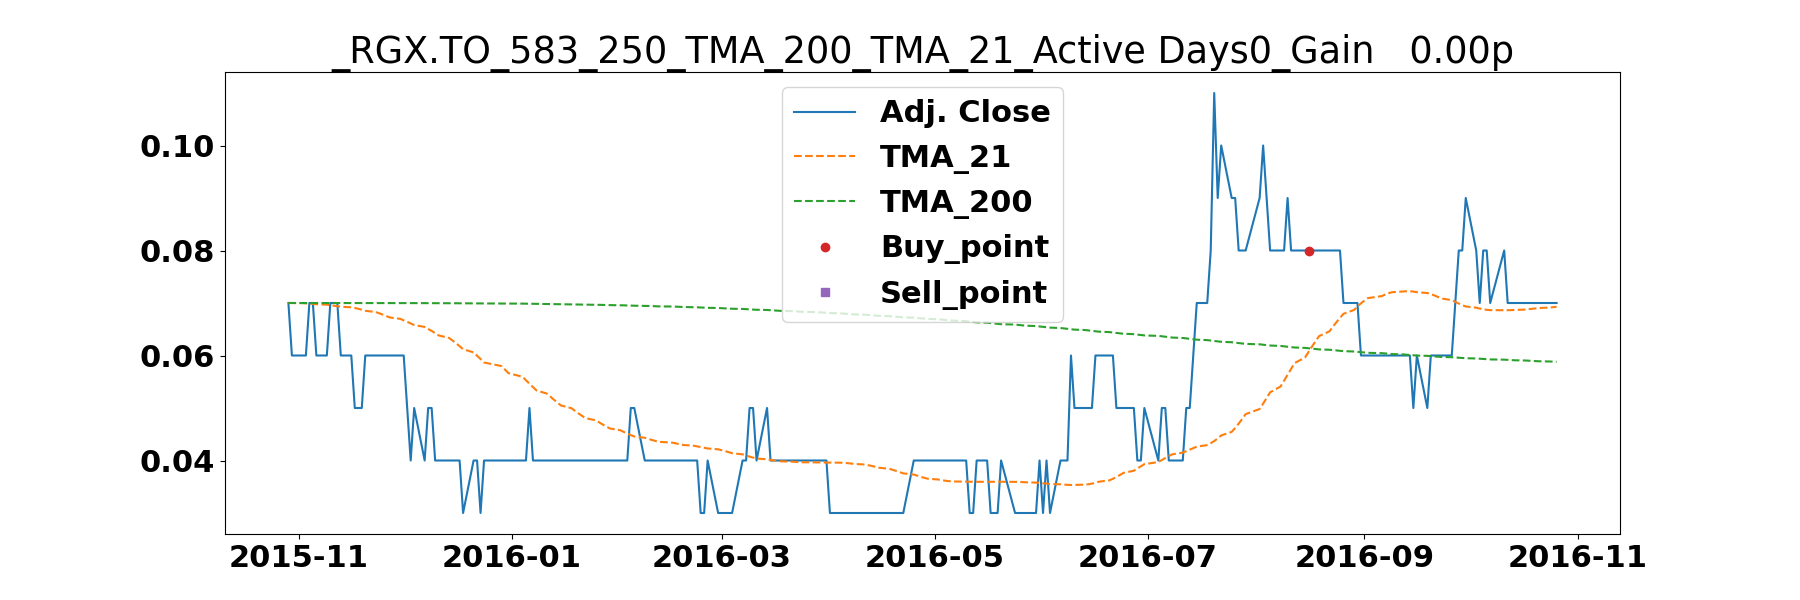 _RGX.TO_583_250_TMA_200_TMA_21_Active Days0_Gain   0.00p
Adj. Close
TMA_21
TMA_200
Buy_point
Sell_point
0.10
0.08
0.06
0.04
2015-11 2016-01 2016-03 2016-05 2016-07 2016-09 2016-11